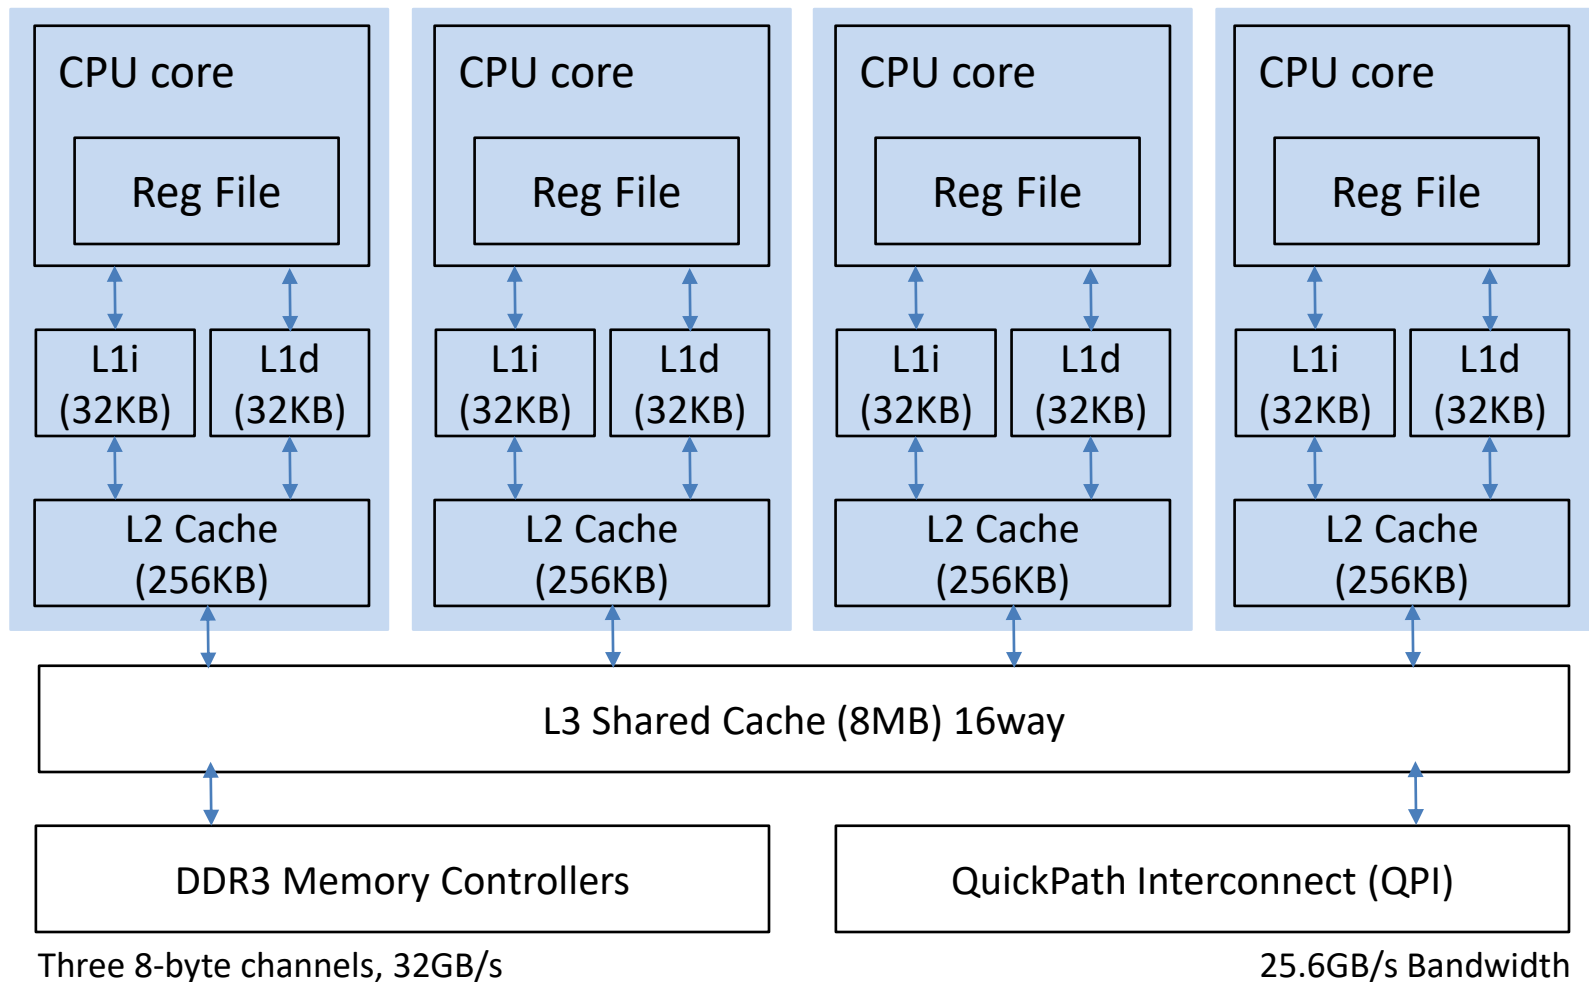 CPU core
Reg File
L1i
(32KB)
L1d
(32KB)
L2 Cache
(256KB)
CPU core
Reg File
L1i
(32KB)
L1d
(32KB)
L2 Cache
(256KB)
CPU core
Reg File
L1i
(32KB)
L1d
(32KB)
L2 Cache
(256KB)
CPU core
Reg File
L1i
(32KB)
L1d
(32KB)
L2 Cache
(256KB)
L3 Shared Cache (8MB) 16way
DDR3 Memory Controllers
QuickPath Interconnect (QPI)
Three 8-byte channels, 32GB/s
25.6GB/s Bandwidth